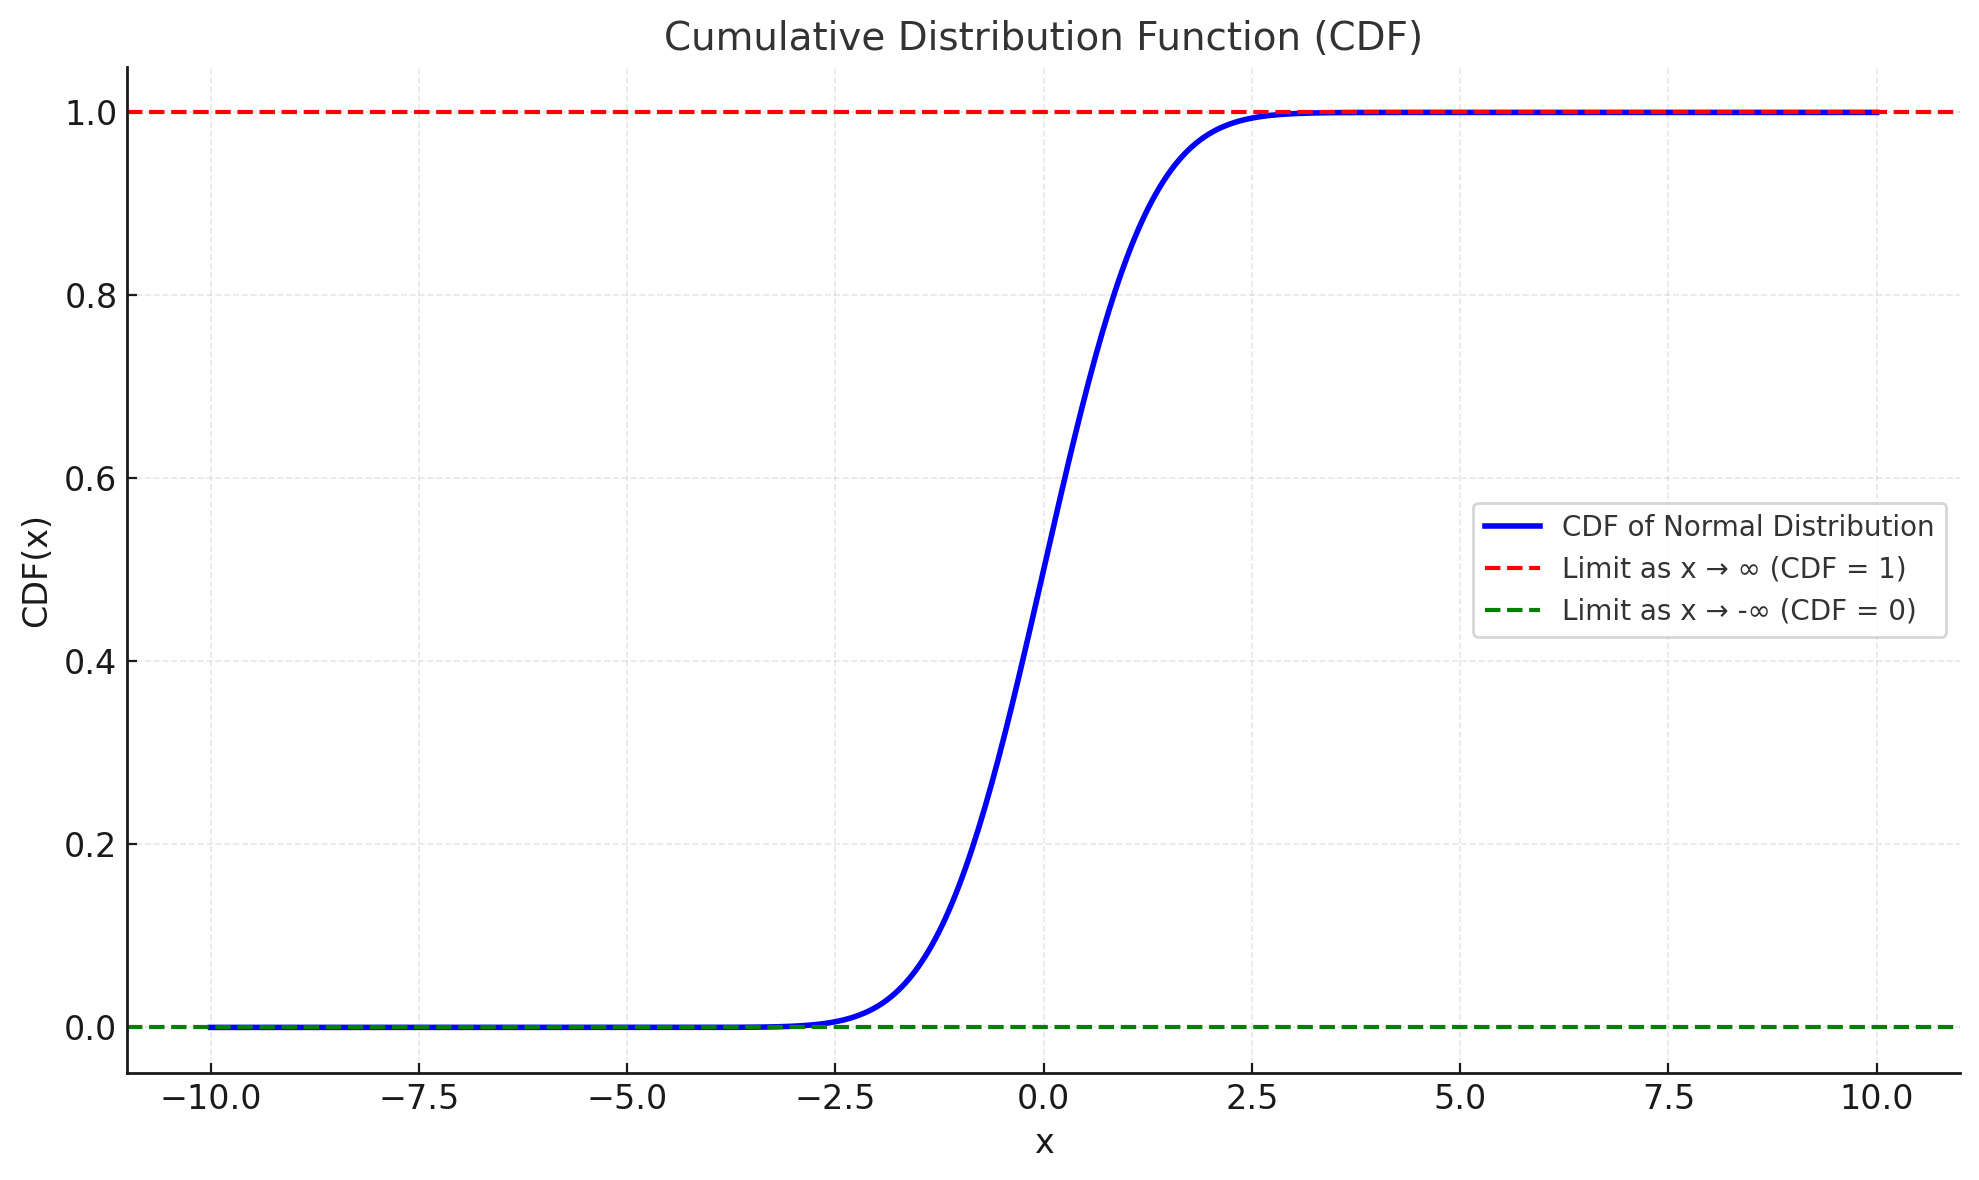 Cumulative Distribution Function (CDF)
1.0
0.8
0.6
0.4
0.2
0.0
CDF(x)
CDF of Normal Distribution
Limit as x → ∞ (CDF = 1)
Limit as x → -∞ (CDF = 0)
−10.0 −7.5 −5.0 −2.5 0.0 2.5 5.0 7.5 10.0
x